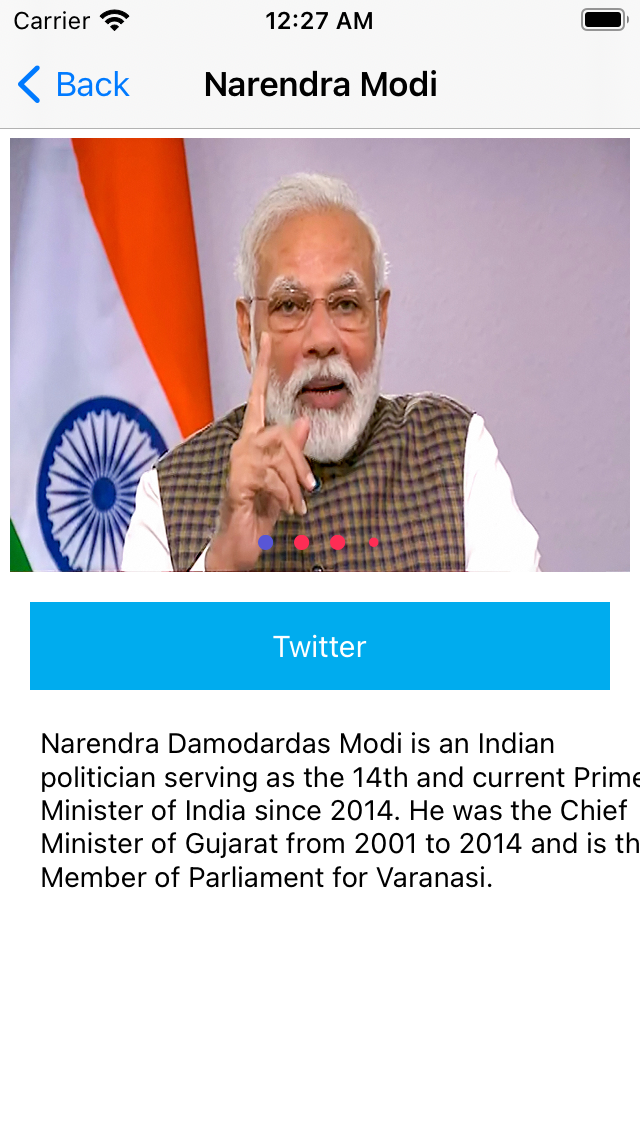 Carrier 12:27 AM
Back Narendra Modi
Twitter
Narendra Damodardas Modi is an Indian
politician serving as the 14th and current Prime
Minister of India since 2014. He was the Chief
Minister of Gujarat from 2001 to 2014 and is th
Member of Parliament for Varanasi.